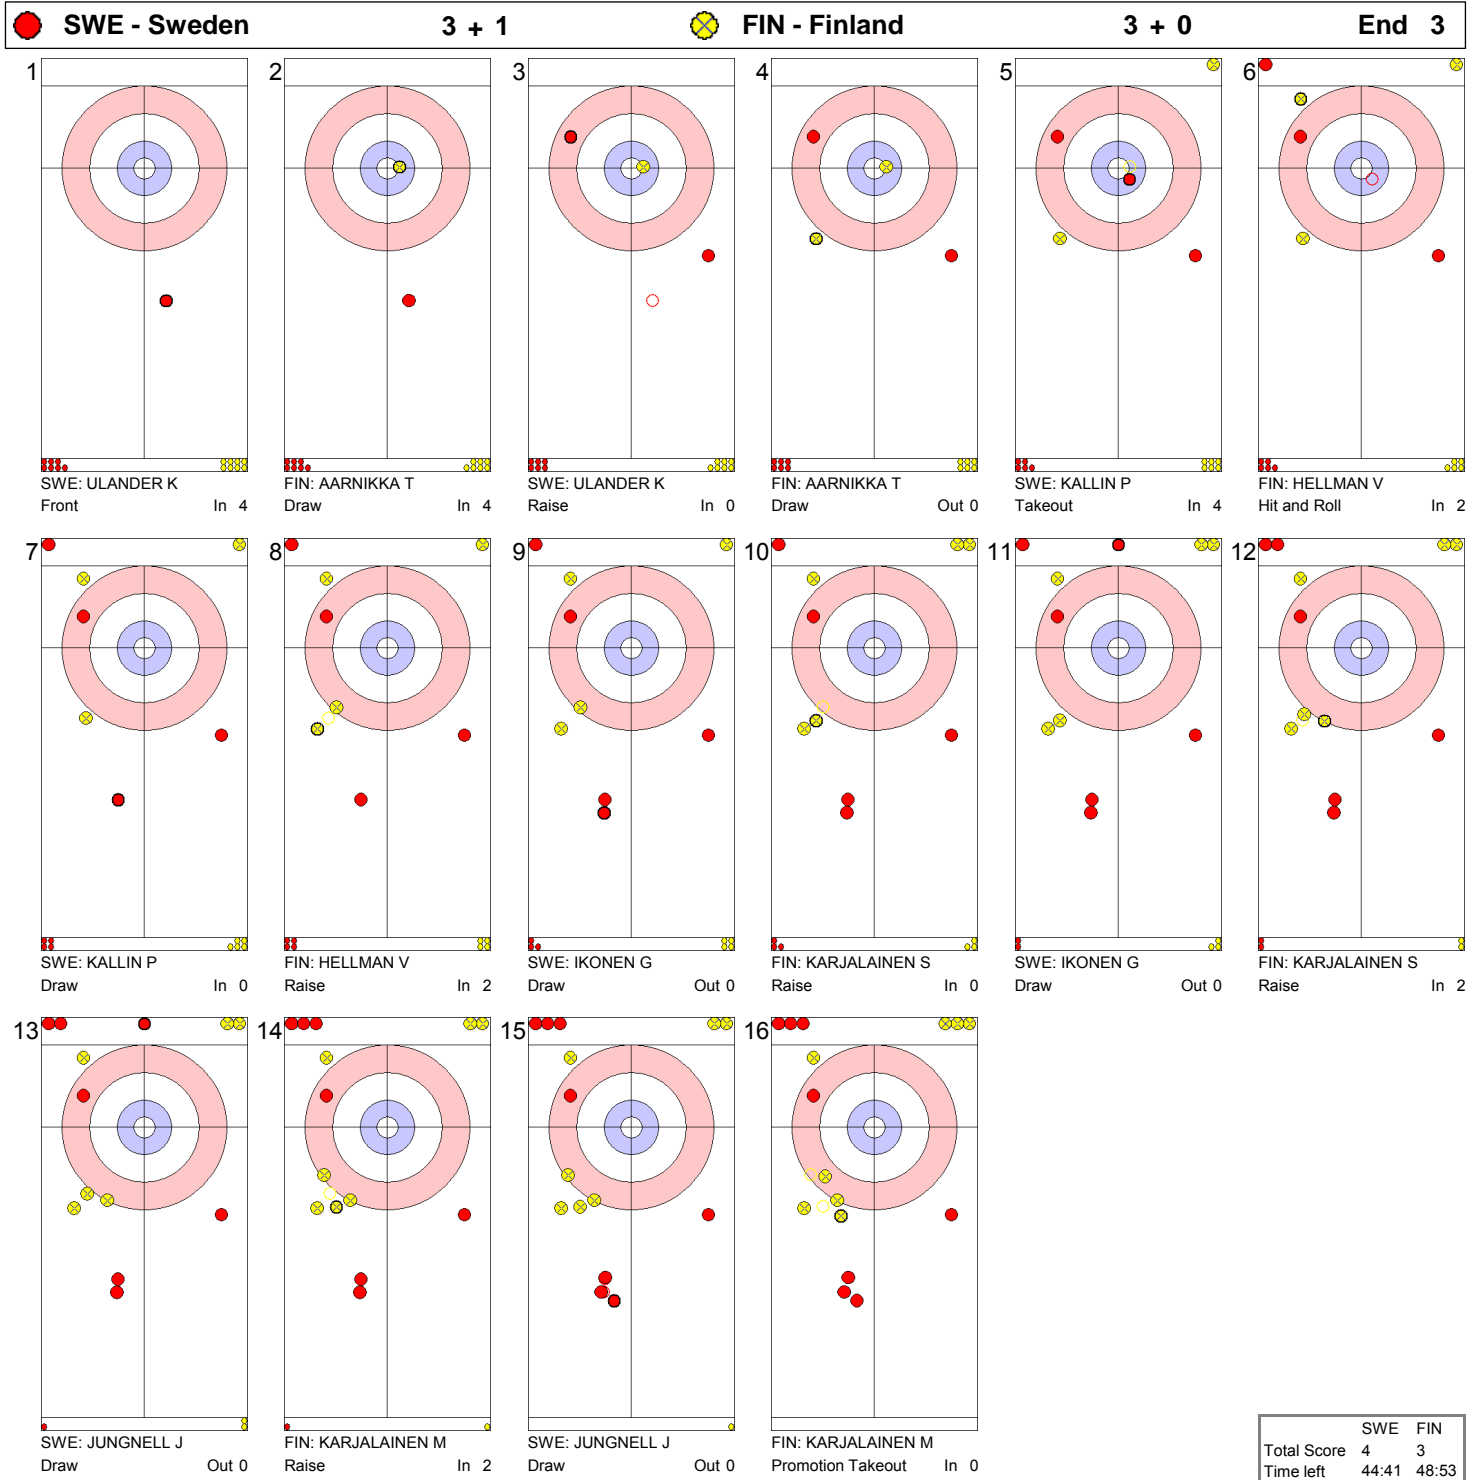 SWE - Sweden 3 + 1 FIN - Finland 3 + 0 End 3
1 2 3 4 5 6
SWE: ULANDER K FIN: AARNIKKA T SWE: ULANDER K FIN: AARNIKKA T SWE: KALLIN P FIN: HELLMAN V
Front In 4 Draw In 4 Raise In 0 Draw Out 0 Takeout In 4 Hit and Roll In 2
7 8 9 10 11 12
SWE: KALLIN P FIN: HELLMAN V SWE: IKONEN G FIN: KARJALAINEN S SWE: IKONEN G FIN: KARJALAINEN S
Draw In 0 Raise In 2 Draw Out 0 Raise In 0 Draw Out 0 Raise In 2
13 14 15 16
SWE: JUNGNELL J FIN: KARJALAINEN M SWE: JUNGNELL J FIN: KARJALAINEN M
Draw Out 0 Raise In 2 Draw Out 0 Promotion Takeout In 0
SWE FIN
Total Score 4 3
Time left 44:41 48:53